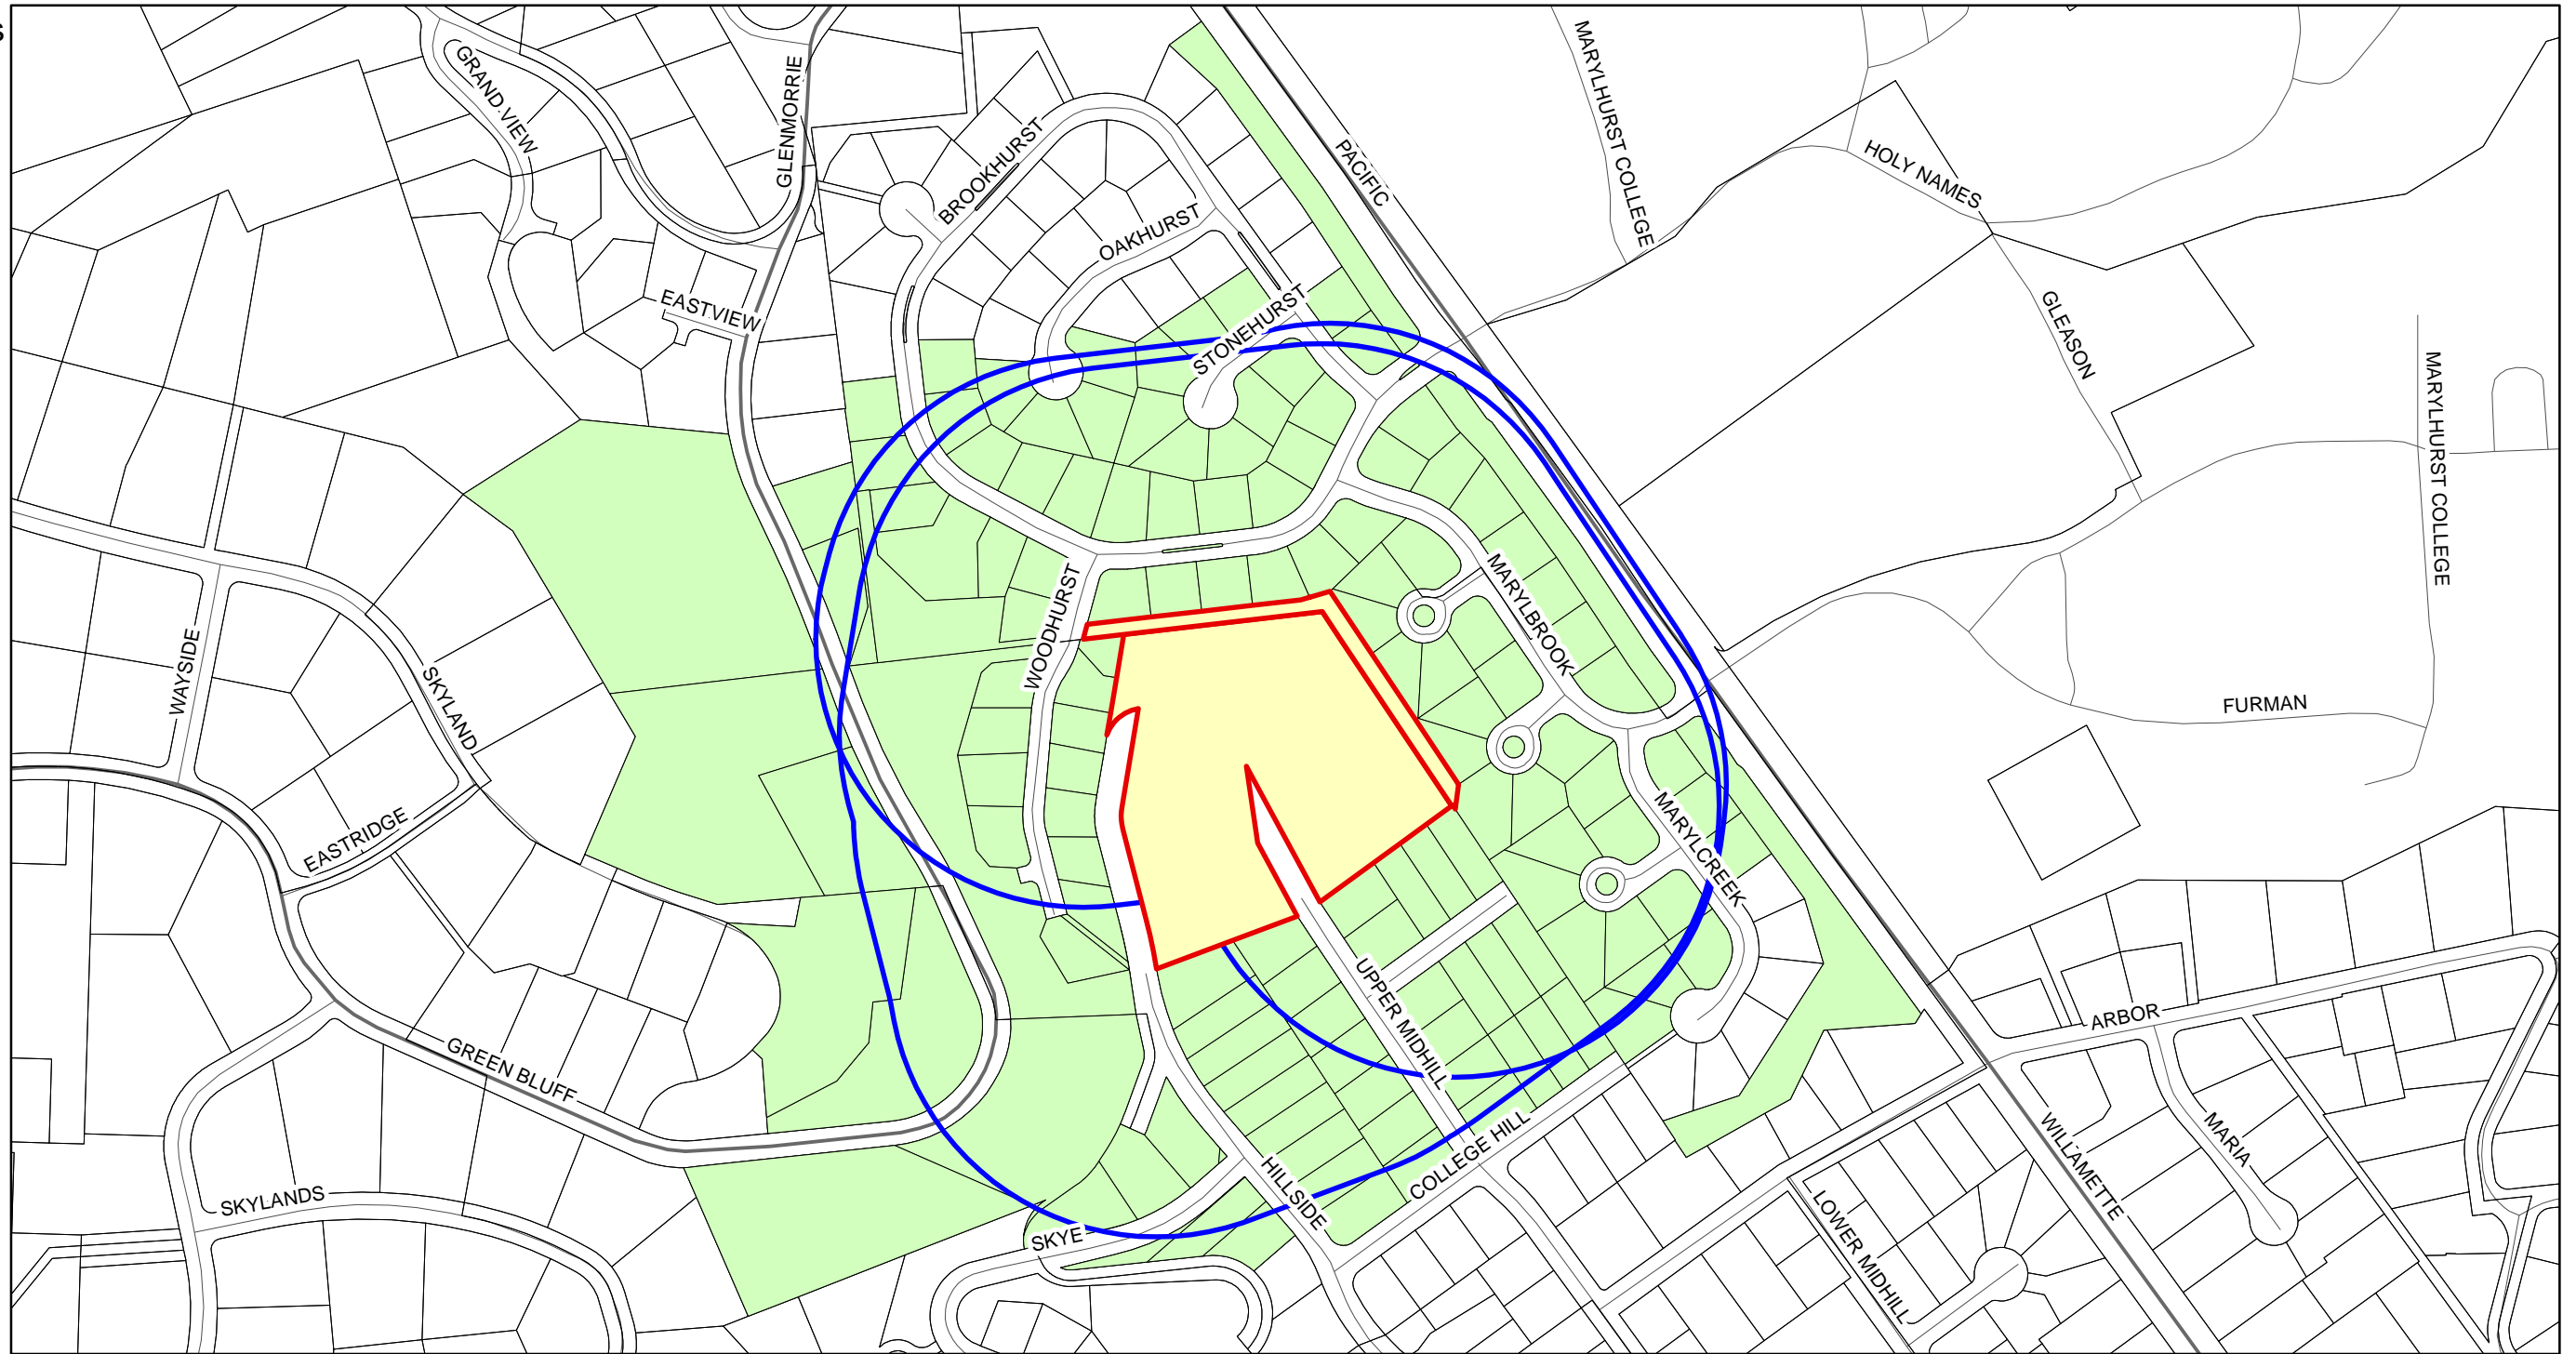 GRAND VIEW
GLENMORRIE
BROOKHURST
OAKHURST
STONEHURST
EASTVIEW
PACIFIC
MARYLHURST COLLEGE
HOLY NAMES
GLEASON
MARYLHURST COLLEGE
WOODHURST
MARYLBROOK
WAYSIDE
SKYLAND
FURMAN
EASTRIDGE
MARYLCREEK
UPPER MIDHILL
ARBOR
GREEN BLUFF
COLLEGE HILL
WILLAMETTE
MARIA
SKYLANDS
HILLSIDE
SKYE
LOWER MIDHILL